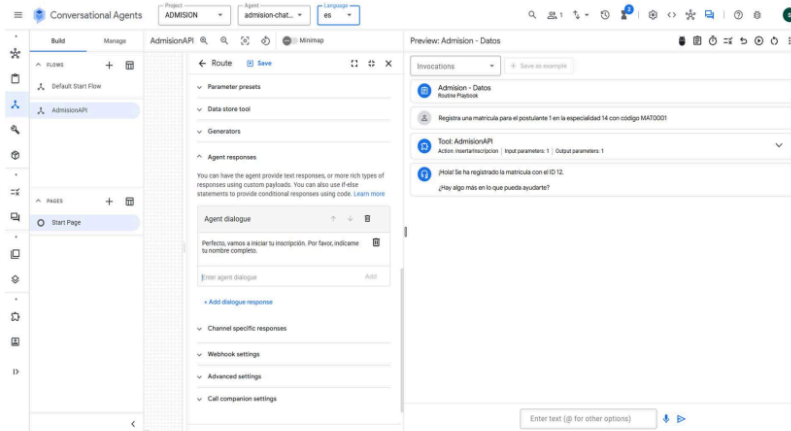 Conversational Agents
Project
ADMISION
Agent
admision-chat...
Language
es
1
2
Build
Manage
FLOWS
Default Start Flow
AdmisionAPI
PAGES
Start Page
AdmisionAPI
Minimap
Route
Save
Parameter presets
Data store tool
Generators
Agent responses
You can have the agent provide text responses, or more rich types of
responses using custom payloads. You can also use if-else
statements to provide conditional responses using code. Learn more
Agent dialogue
Perfecto, vamos a iniciar tu inscripción. Por favor, indícame
tu nombre completo.
Enter agent dialogue
Add
+ Add dialogue response
Channel specific responses
Webhook settings
Advanced settings
Call companion settings
Preview: Admision - Datos
Invocations
+ Save as example
Admision - Datos
Routine Playbook
Registra una matricula para el postulante 1 en la especialidad 14 con código MAT0001
Tool: AdmisionAPI
Action: insertarInscripcion | Input parameters: 1 | Output parameters: 1
¡Hola! Se ha registrado la matrícula con el ID 12.
¿Hay algo más en lo que pueda ayudarte?
Enter text (@ for other options)